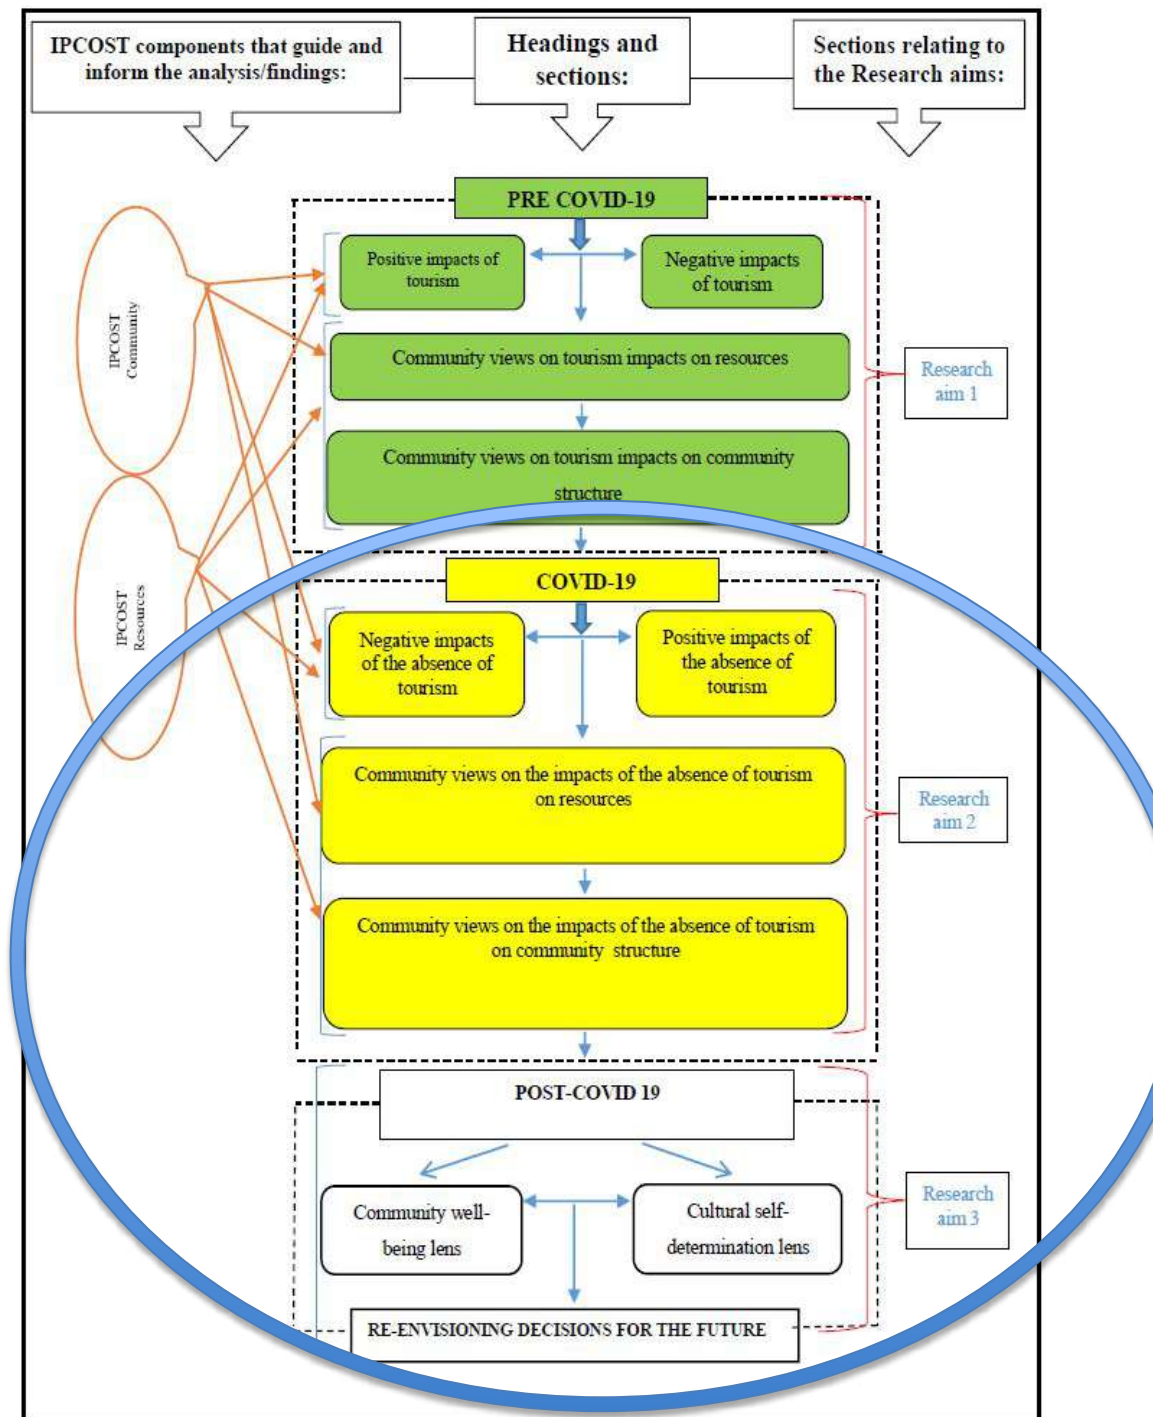 IPCOST components that guide and
inform the analysis/findings:
Headings and
sections:
Sections relating to
the Research aims:
PRE COVID-19
Positive impacts of
tourism
Negative impacts
of tourism
IPCOST
Community
Community views on tourism impacts on resources
Research
aim 1
Community views on tourism impacts on community
structure
IPCOST
Resources
COVID-19
Negative impacts
of the absence of
tourism
Positive impacts of
the absence of
tourism
Community views on the impacts of the absence of tourism
on resources
Research
aim 2
Community views on the impacts of the absence of tourism
on community structure
POST-COVID 19
Community well-
being lens
Cultural self-
determination lens
Research
aim 3
RE-ENVISIONING DECISIONS FOR THE FUTURE